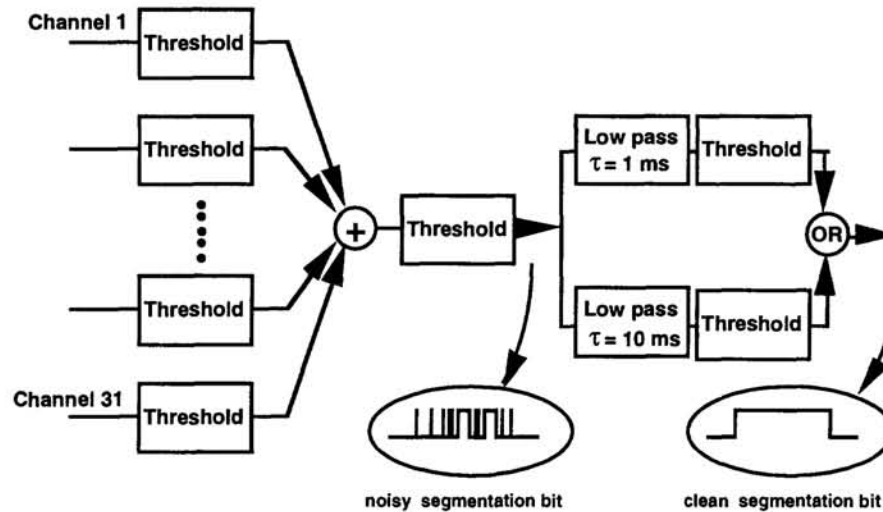 Channel 1
Threshold
Threshold
Threshold
Channel 31
Threshold
+
Threshold
Low pass
τ = 1 ms
Threshold
Low pass
τ = 10 ms
Threshold
OR
noisy segmentation bit
clean segmentation bit